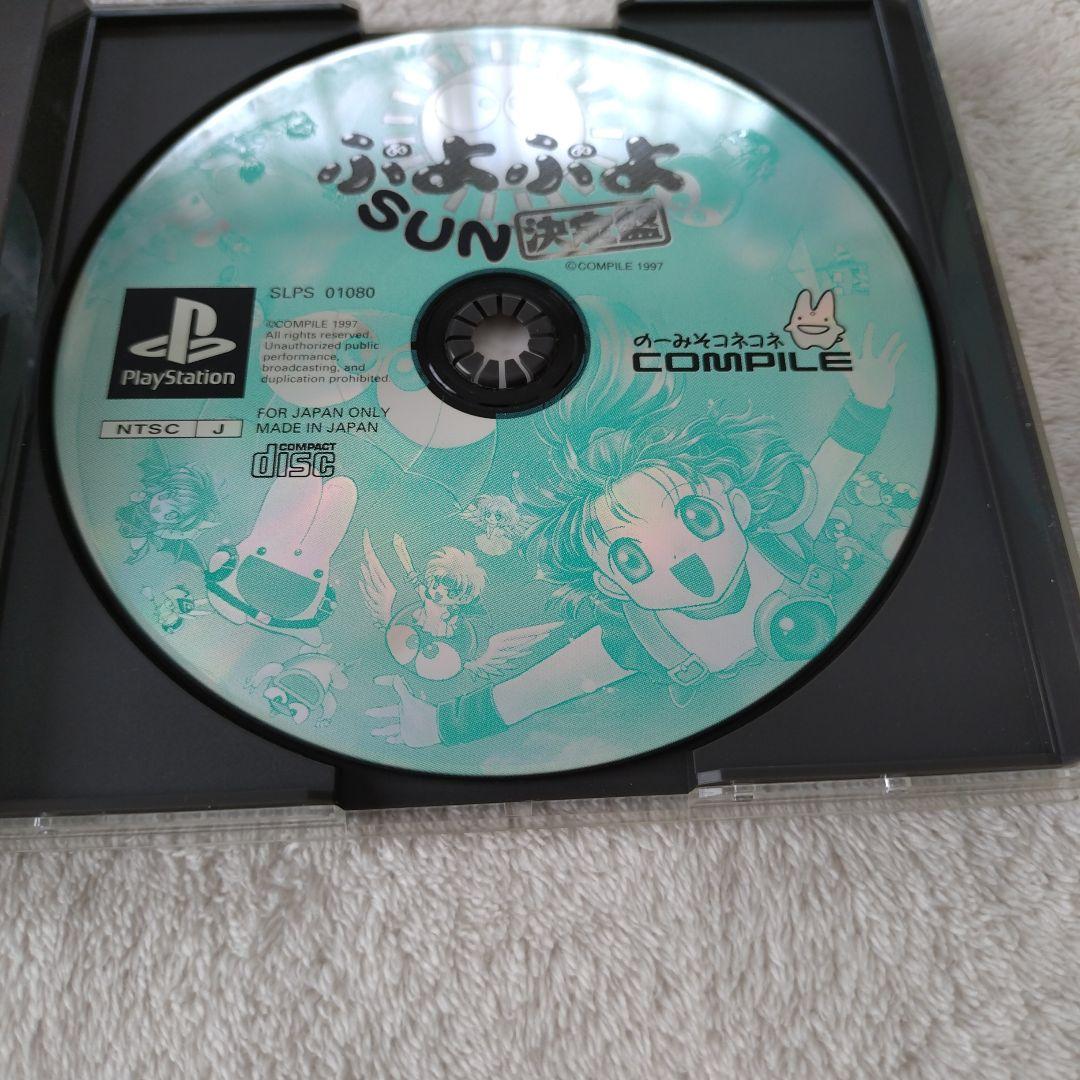 ぷよぷよ
SUN 決定盤
©COMPILE 1997
SLPS 01080
©COMPILE 1997
All rights reserved.
Unauthorized public
performance,
broadcasting, and
duplication prohibited.
PlayStation
のーみそコネコネ
COMPILE
NTSC J
FOR JAPAN ONLY
MADE IN JAPAN
COMPACT
disc